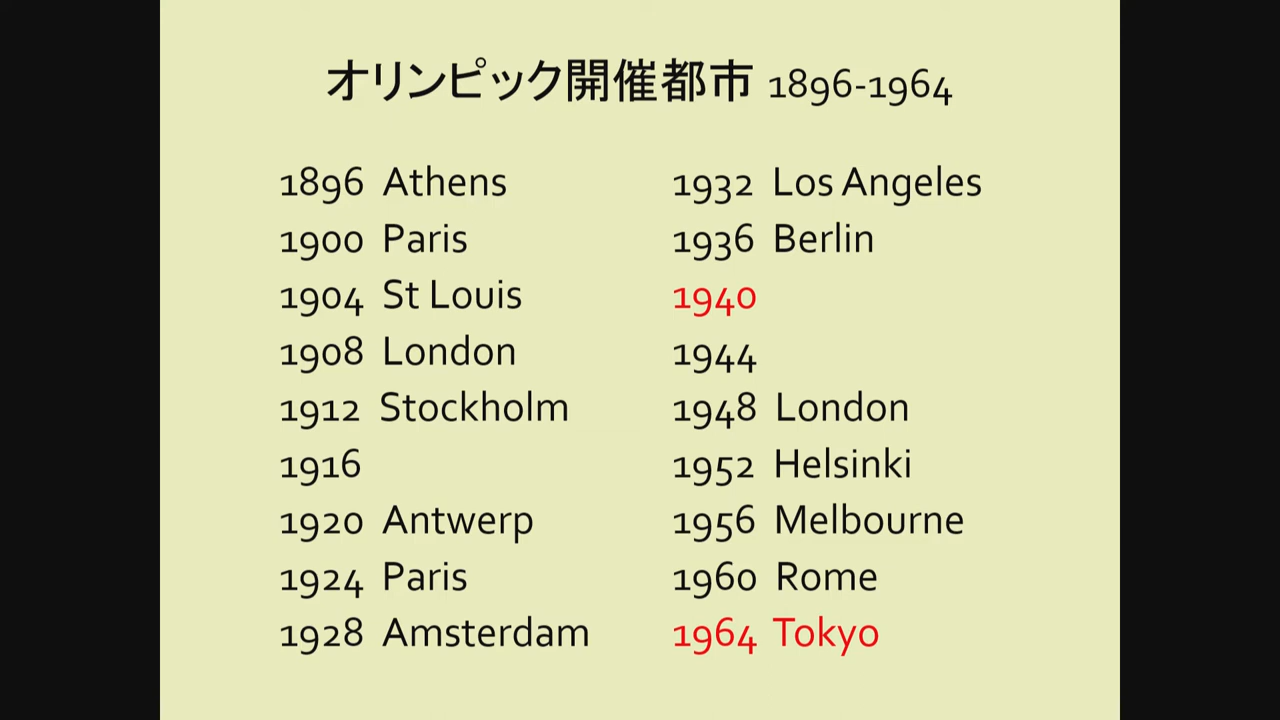 オリンピック開催都市 1896-1964
1896 Athens
1900 Paris
1904 St Louis
1908 London
1912 Stockholm
1916
1920 Antwerp
1924 Paris
1928 Amsterdam
1932 Los Angeles
1936 Berlin
1940
1944
1948 London
1952 Helsinki
1956 Melbourne
1960 Rome
1964 Tokyo